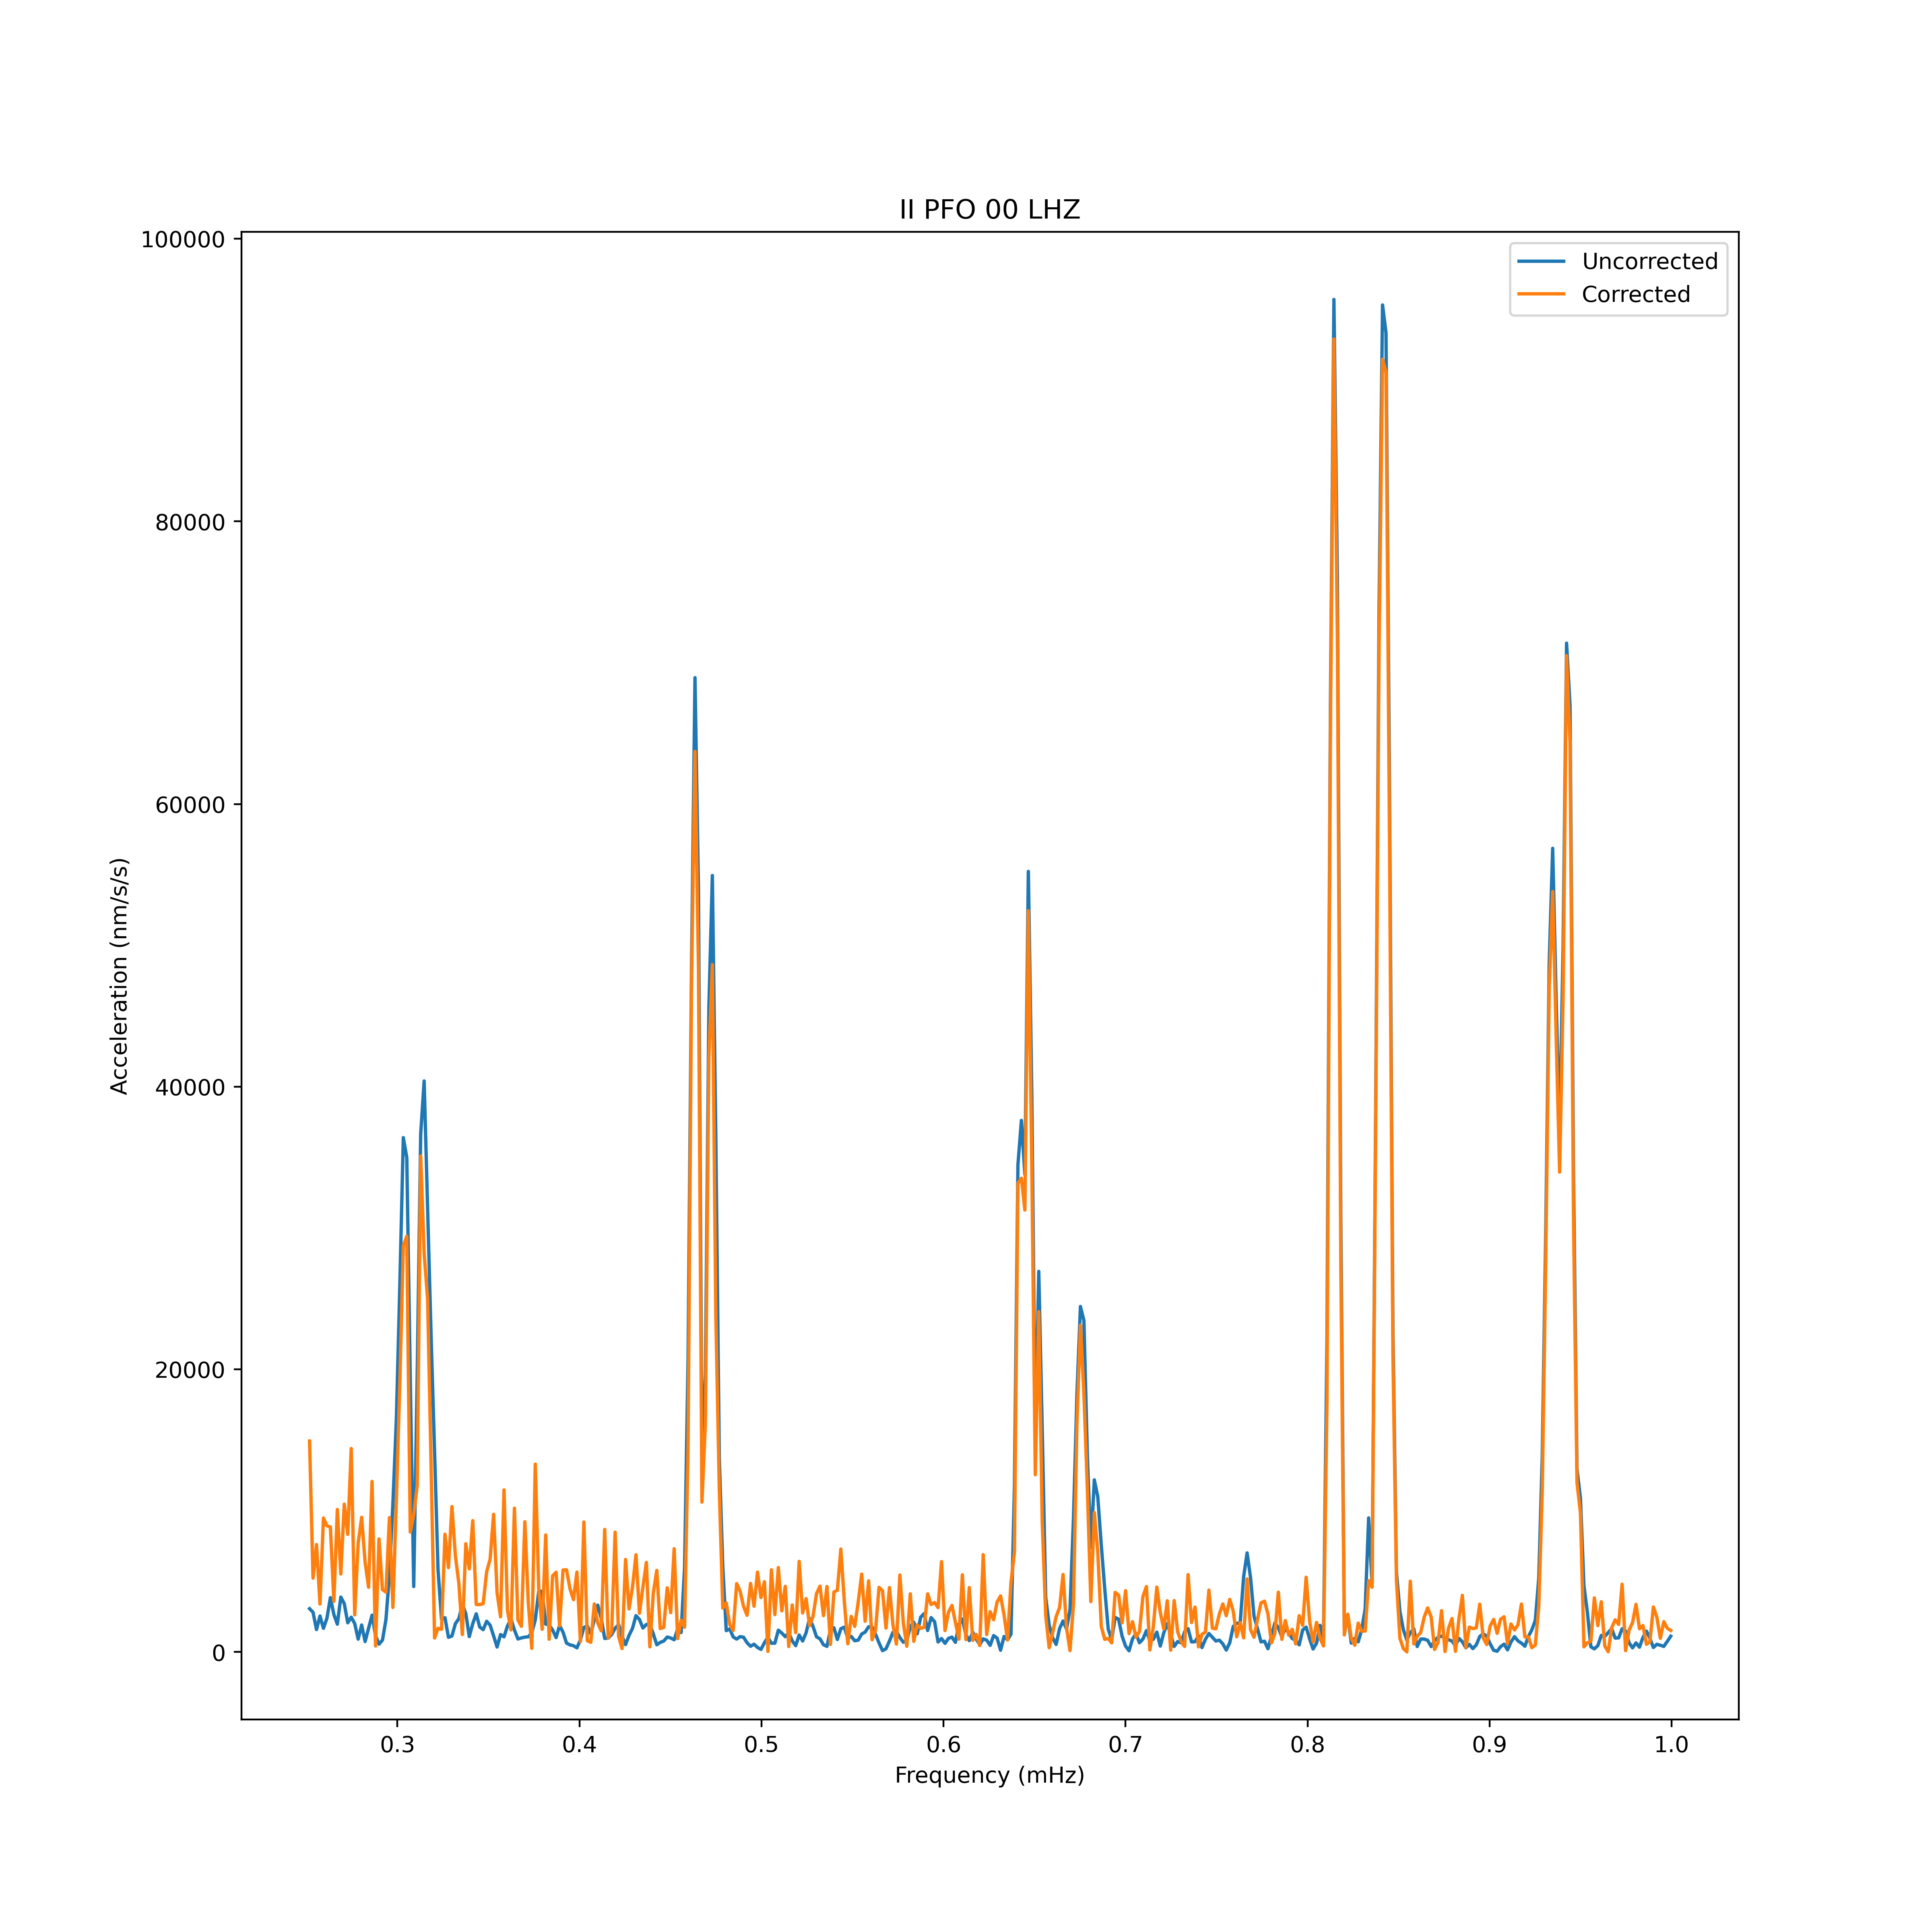 II PFO 00 LHZ
Uncorrected
Corrected
100000
80000
60000
40000
20000
0
Acceleration (nm/s/s)
0.3 0.4 0.5 0.6 0.7 0.8 0.9 1.0
Frequency (mHz)